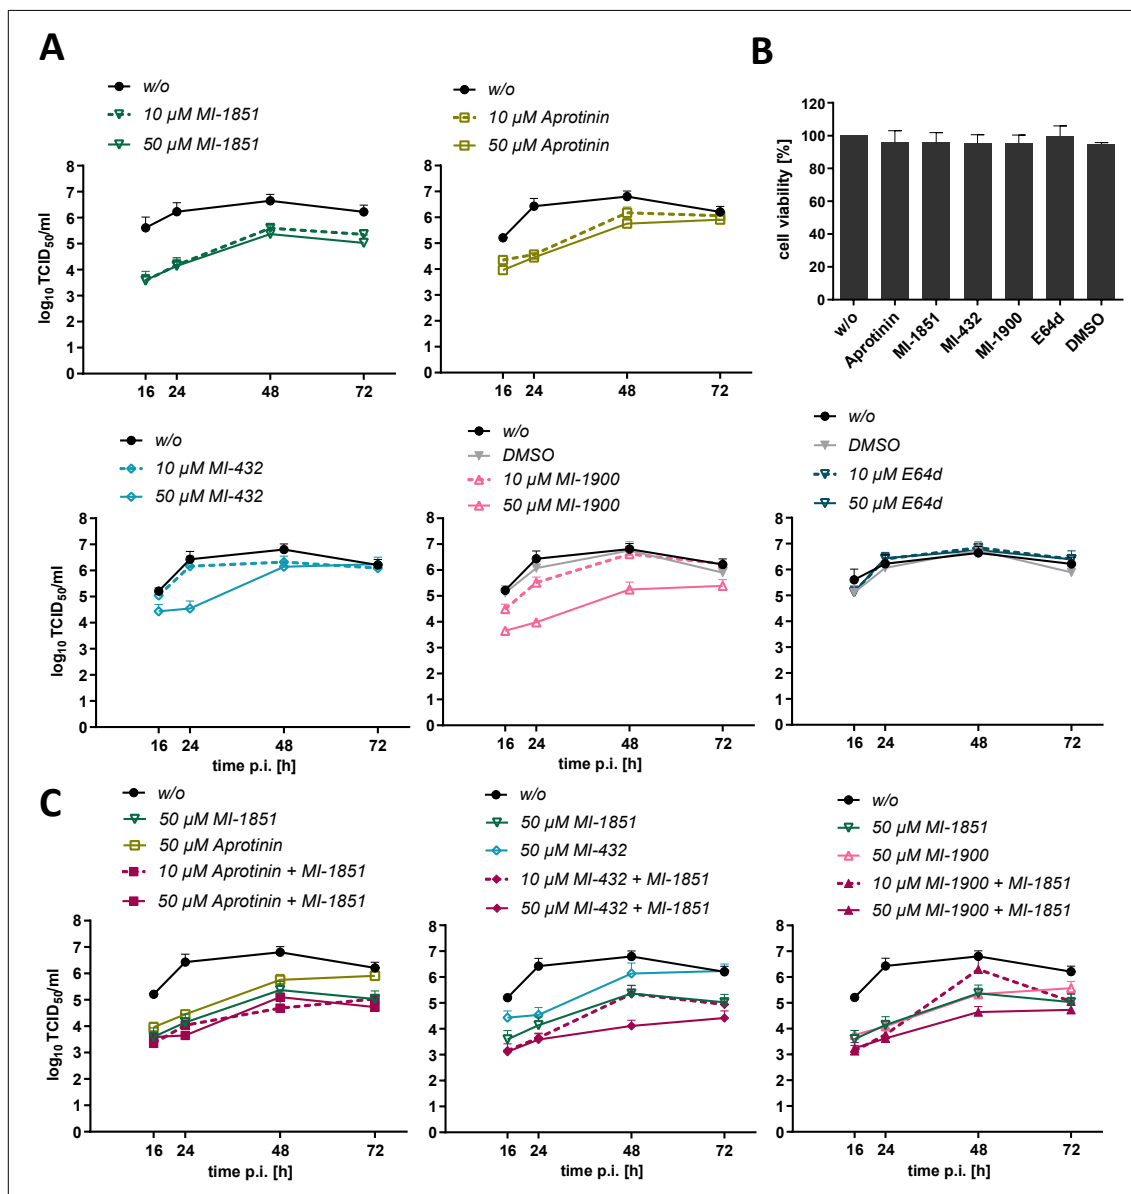 A
w/o
10 µM MI-1851
50 µM MI-1851
log10 TCID50/ml
8
7
6
5
4
3
2
1
0
16 24 48 72
w/o
10 µM Aprotinin
50 µM Aprotinin
8
7
6
5
4
3
2
1
0
16 24 48 72
B
cell viability [%]
120
100
80
60
40
20
0
w/o Aprotinin MI-1851 MI-432 MI-1900 E64d DMSO
w/o
10 µM MI-432
50 µM MI-432
log10 TCID50/ml
8
7
6
5
4
3
2
1
0
16 24 48 72
time p.i. [h]
w/o
DMSO
10 µM MI-1900
50 µM MI-1900
8
7
6
5
4
3
2
1
0
16 24 48 72
time p.i. [h]
w/o
DMSO
10 µM E64d
50 µM E64d
8
7
6
5
4
3
2
1
0
16 24 48 72
time p.i. [h]
C
w/o
50 µM MI-1851
50 µM Aprotinin
10 µM Aprotinin + MI-1851
50 µM Aprotinin + MI-1851
log10 TCID50/ml
8
7
6
5
4
3
2
1
0
16 24 48 72
time p.i. [h]
w/o
50 µM MI-1851
50 µM MI-432
10 µM MI-432 + MI-1851
50 µM MI-432 + MI-1851
8
7
6
5
4
3
2
1
0
16 24 48 72
time p.i. [h]
w/o
50 µM MI-1851
50 µM MI-1900
10 µM MI-1900 + MI-1851
50 µM MI-1900 + MI-1851
8
7
6
5
4
3
2
1
0
16 24 48 72
time p.i. [h]